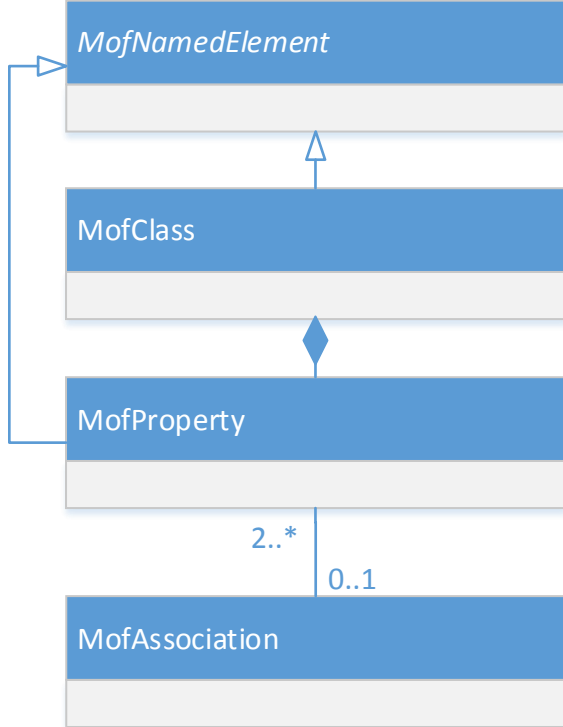 MofNamedElement
MofClass
MofProperty
2..*
0..1
MofAssociation